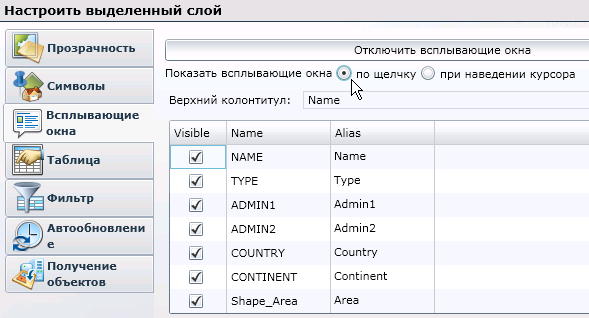 Настроить выделенный слой
Прозрачность
Символы
Всплывающие
окна
Таблица
Фильтр
Автообновлени
е
Получение
объектов
Отключить всплывающие окна
Показать всплывающие окна по щелчку при наведении курсора
Верхний колонтитул: Name
Visible Name Alias
NAME Name
TYPE Type
ADMIN1 Admin1
ADMIN2 Admin2
COUNTRY Country
CONTINENT Continent
Shape_Area Area